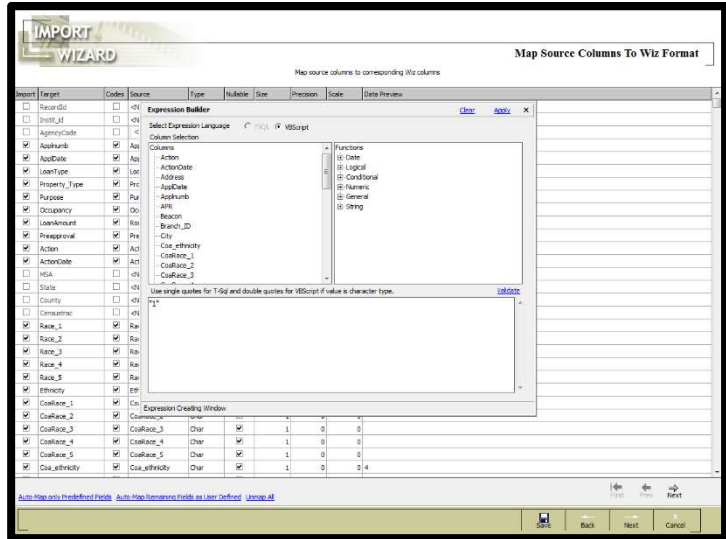 IMPORT
WIZARD
Map Source Columns To Wiz Format
Map source columns to corresponding Wiz columns
Import Target Codes Source Type Nullable Size Precision Scale Data Preview
RecordId
Instit_id
AgencyCode
Applnumb
ApplDate
LoanType
Property_Type
Purpose
Occupancy
LoanAmount
Preapproval
Action
ActionDate
MSA
State
County
Censustrac
Race_1
Race_2
Race_3
Race_4
Race_5
Ethnicity
CoaRace_1
CoaRace_2
CoaRace_3 CoaRace_3 Char 1 0 0
CoaRace_4 CoaRace_4 Char 1 0 0
CoaRace_5 CoaRace_5 Char 1 0 0
Coa_ethnicity Coa_ethnicity Char 1 0 0 4
Expression Builder Clear Apply X
Select Expression Language TSQL VBScript
Column Selection
Columns
Action
ActionDate
Address
ApplDate
Applnumb
APR
Beacon
Branch_ID
City
Coa_ethnicity
CoaRace_1
CoaRace_2
CoaRace_3
Functions
Date
Logical
Conditional
Numeric
General
String
Use single quotes for T-Sql and double quotes for VBScript if value is character type. Validate
"1"
Expression Creating Window
Auto-Map only Predefined Fields Auto-Map Remaining Fields as User Defined Unmap All
First Prev Next
Save Back Next Cancel